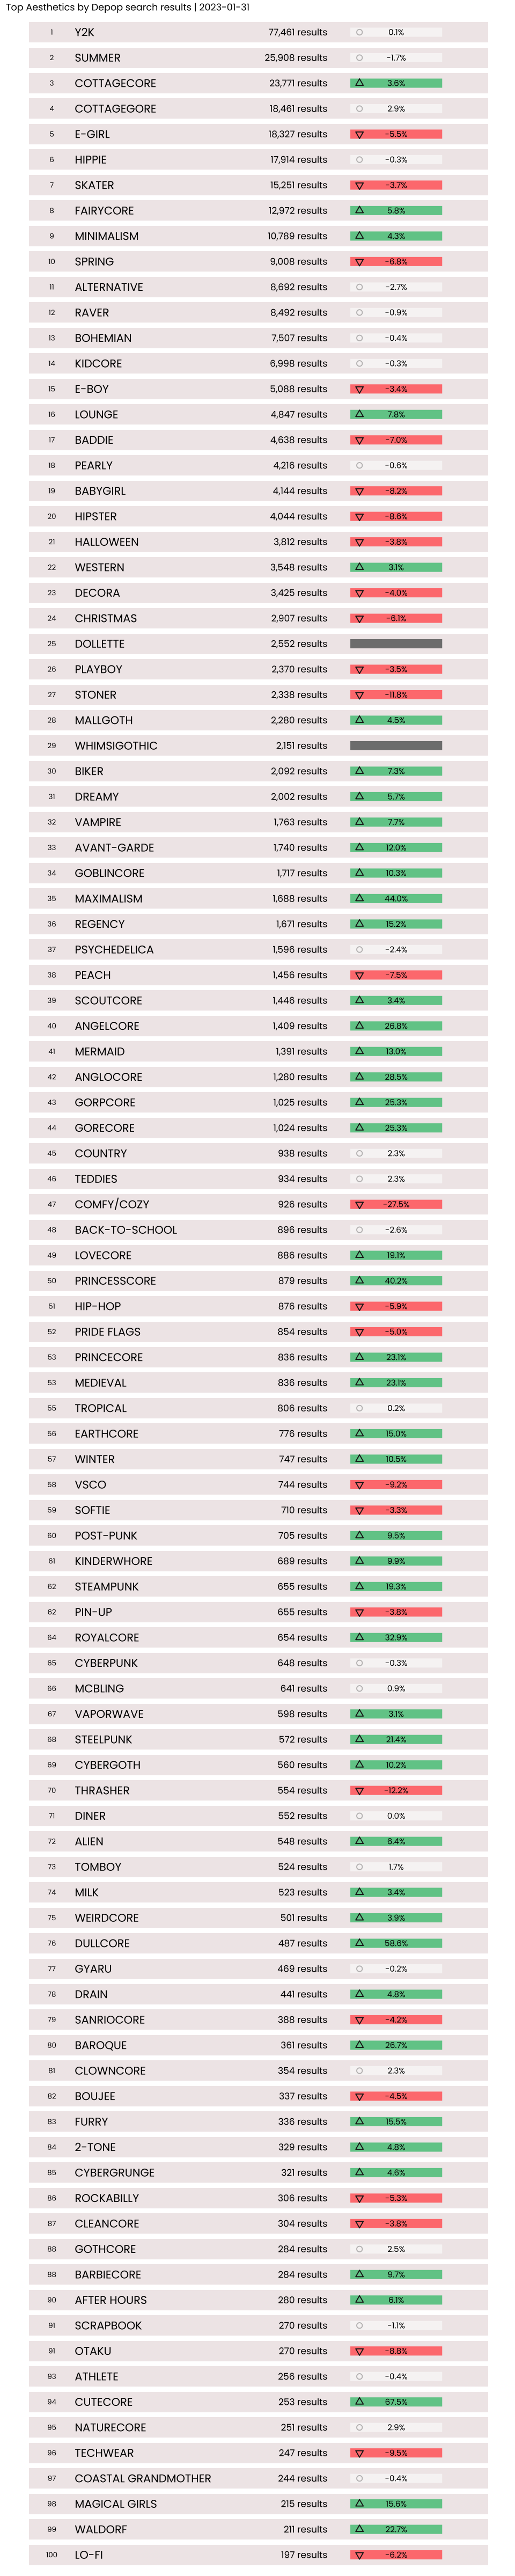 Top Aesthetics by Depop search results | 2023-01-31
1 Y2K 77,461 results 0.1%
2 SUMMER 25,908 results -1.7%
3 COTTAGECORE 23,771 results 3.6%
4 COTTAGEGORE 18,461 results 2.9%
5 E-GIRL 18,327 results -5.5%
6 HIPPIE 17,914 results -0.3%
7 SKATER 15,251 results -3.7%
8 FAIRYCORE 12,972 results 5.8%
9 MINIMALISM 10,789 results 4.3%
10 SPRING 9,008 results -6.8%
11 ALTERNATIVE 8,692 results -2.7%
12 RAVER 8,492 results -0.9%
13 BOHEMIAN 7,507 results -0.4%
14 KIDCORE 6,998 results -0.3%
15 E-BOY 5,088 results -3.4%
16 LOUNGE 4,847 results 7.8%
17 BADDIE 4,638 results -7.0%
18 PEARLY 4,216 results -0.6%
19 BABYGIRL 4,144 results -8.2%
20 HIPSTER 4,044 results -8.6%
21 HALLOWEEN 3,812 results -3.8%
22 WESTERN 3,548 results 3.1%
23 DECORA 3,425 results -4.0%
24 CHRISTMAS 2,907 results -6.1%
25 DOLLETTE 2,552 results
26 PLAYBOY 2,370 results -3.5%
27 STONER 2,338 results -11.8%
28 MALLGOTH 2,280 results 4.5%
29 WHIMSIGOTHIC 2,151 results
30 BIKER 2,092 results 7.3%
31 DREAMY 2,002 results 5.7%
32 VAMPIRE 1,763 results 7.7%
33 AVANT-GARDE 1,740 results 12.0%
34 GOBLINCORE 1,717 results 10.3%
35 MAXIMALISM 1,688 results 44.0%
36 REGENCY 1,671 results 15.2%
37 PSYCHEDELICA 1,596 results -2.4%
38 PEACH 1,456 results -7.5%
39 SCOUTCORE 1,446 results 3.4%
40 ANGELCORE 1,409 results 26.8%
41 MERMAID 1,391 results 13.0%
42 ANGLOCORE 1,280 results 28.5%
43 GORPCORE 1,025 results 25.3%
44 GORECORE 1,024 results 25.3%
45 COUNTRY 938 results 2.3%
46 TEDDIES 934 results 2.3%
47 COMFY/COZY 926 results -27.5%
48 BACK-TO-SCHOOL 896 results -2.6%
49 LOVECORE 886 results 19.1%
50 PRINCESSCORE 879 results 40.2%
51 HIP-HOP 876 results -5.9%
52 PRIDE FLAGS 854 results -5.0%
53 PRINCECORE 836 results 23.1%
53 MEDIEVAL 836 results 23.1%
55 TROPICAL 806 results 0.2%
56 EARTHCORE 776 results 15.0%
57 WINTER 747 results 10.5%
58 VSCO 744 results -9.2%
59 SOFTIE 710 results -3.3%
60 POST-PUNK 705 results 9.5%
61 KINDERWHORE 689 results 9.9%
62 STEAMPUNK 655 results 19.3%
62 PIN-UP 655 results -3.8%
64 ROYALCORE 654 results 32.9%
65 CYBERPUNK 648 results -0.3%
66 MCBLING 641 results 0.9%
67 VAPORWAVE 598 results 3.1%
68 STEELPUNK 572 results 21.4%
69 CYBERGOTH 560 results 10.2%
70 THRASHER 554 results -12.2%
71 DINER 552 results 0.0%
72 ALIEN 548 results 6.4%
73 TOMBOY 524 results 1.7%
74 MILK 523 results 3.4%
75 WEIRDCORE 501 results 3.9%
76 DULLCORE 487 results 58.6%
77 GYARU 469 results -0.2%
78 DRAIN 441 results 4.8%
79 SANRIOCORE 388 results -4.2%
80 BAROQUE 361 results 26.7%
81 CLOWNCORE 354 results 2.3%
82 BOUJEE 337 results -4.5%
83 FURRY 336 results 15.5%
84 2-TONE 329 results 4.8%
85 CYBERGRUNGE 321 results 4.6%
86 ROCKABILLY 306 results -5.3%
87 CLEANCORE 304 results -3.8%
88 GOTHCORE 284 results 2.5%
88 BARBIECORE 284 results 9.7%
90 AFTER HOURS 280 results 6.1%
91 SCRAPBOOK 270 results -1.1%
91 OTAKU 270 results -8.8%
93 ATHLETE 256 results -0.4%
94 CUTECORE 253 results 67.5%
95 NATURECORE 251 results 2.9%
96 TECHWEAR 247 results -9.5%
97 COASTAL GRANDMOTHER 244 results -0.4%
98 MAGICAL GIRLS 215 results 15.6%
99 WALDORF 211 results 22.7%
100 LO-FI 197 results -6.2%